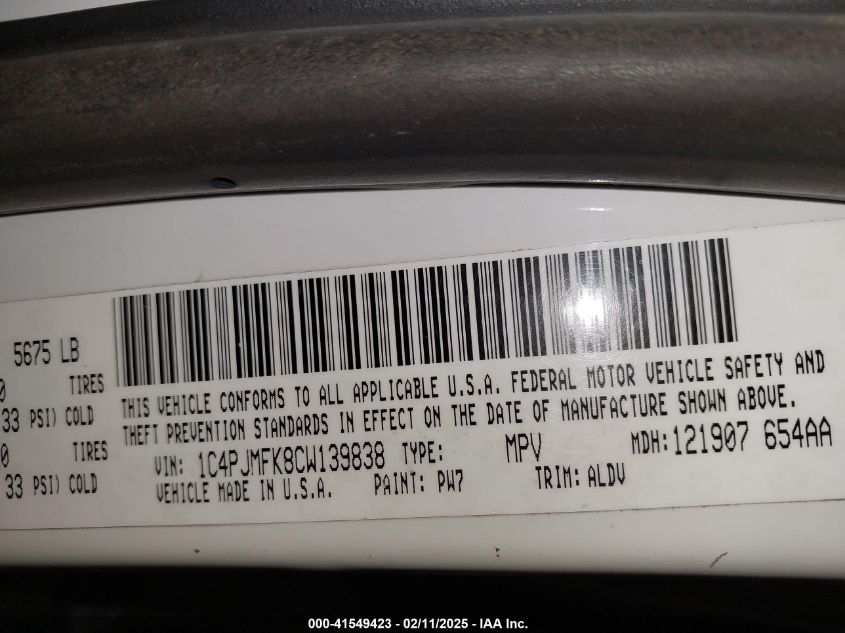 5675 LB
0 TIRES
33 PSI) COLD
0 TIRES
33 PSI) COLD
THIS VEHICLE CONFORMS TO ALL APPLICABLE U.S.A. FEDERAL MOTOR VEHICLE SAFETY AND
THEFT PREVENTION STANDARDS IN EFFECT ON THE DATE OF MANUFACTURE SHOWN ABOVE.
VIN: 1C4PJMFK8CW139838 TYPE: MPV MDH: 121907 654AA
VEHICLE MADE IN U.S.A. PAINT: PW7 TRIM: ALDV
000-41549423 - 02/11/2025 - IAA Inc.